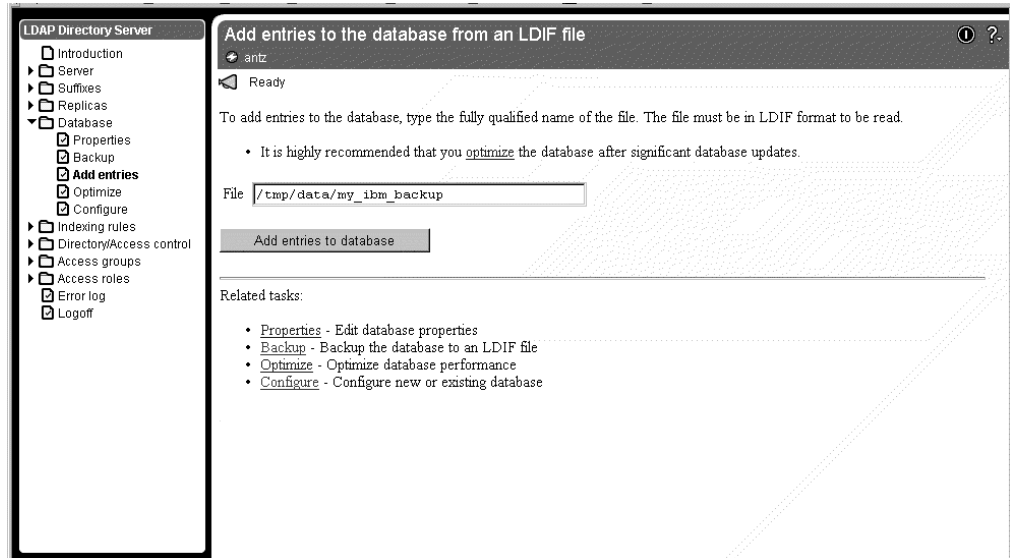 LDAP Directory Server
Introduction
Server
Suffixes
Replicas
Database
Properties
Backup
Add entries
Optimize
Configure
Indexing rules
Directory/Access control
Access groups
Access roles
Error log
Logoff
Add entries to the database from an LDIF file
antz
Ready
To add entries to the database, type the fully qualified name of the file. The file must be in LDIF format to be read.
• It is highly recommended that you optimize the database after significant database updates.
File /tmp/data/my_ibm_backup
Add entries to database
Related tasks:
• Properties - Edit database properties
• Backup - Backup the database to an LDIF file
• Optimize - Optimize database performance
• Configure - Configure new or existing database